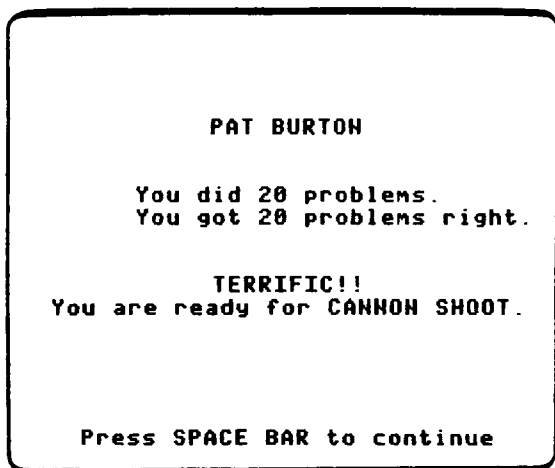 PAT BURTON
You did 20 problems.
You got 20 problems right.
TERRIFIC!!
You are ready for CANNON SHOOT.
Press SPACE BAR to continue